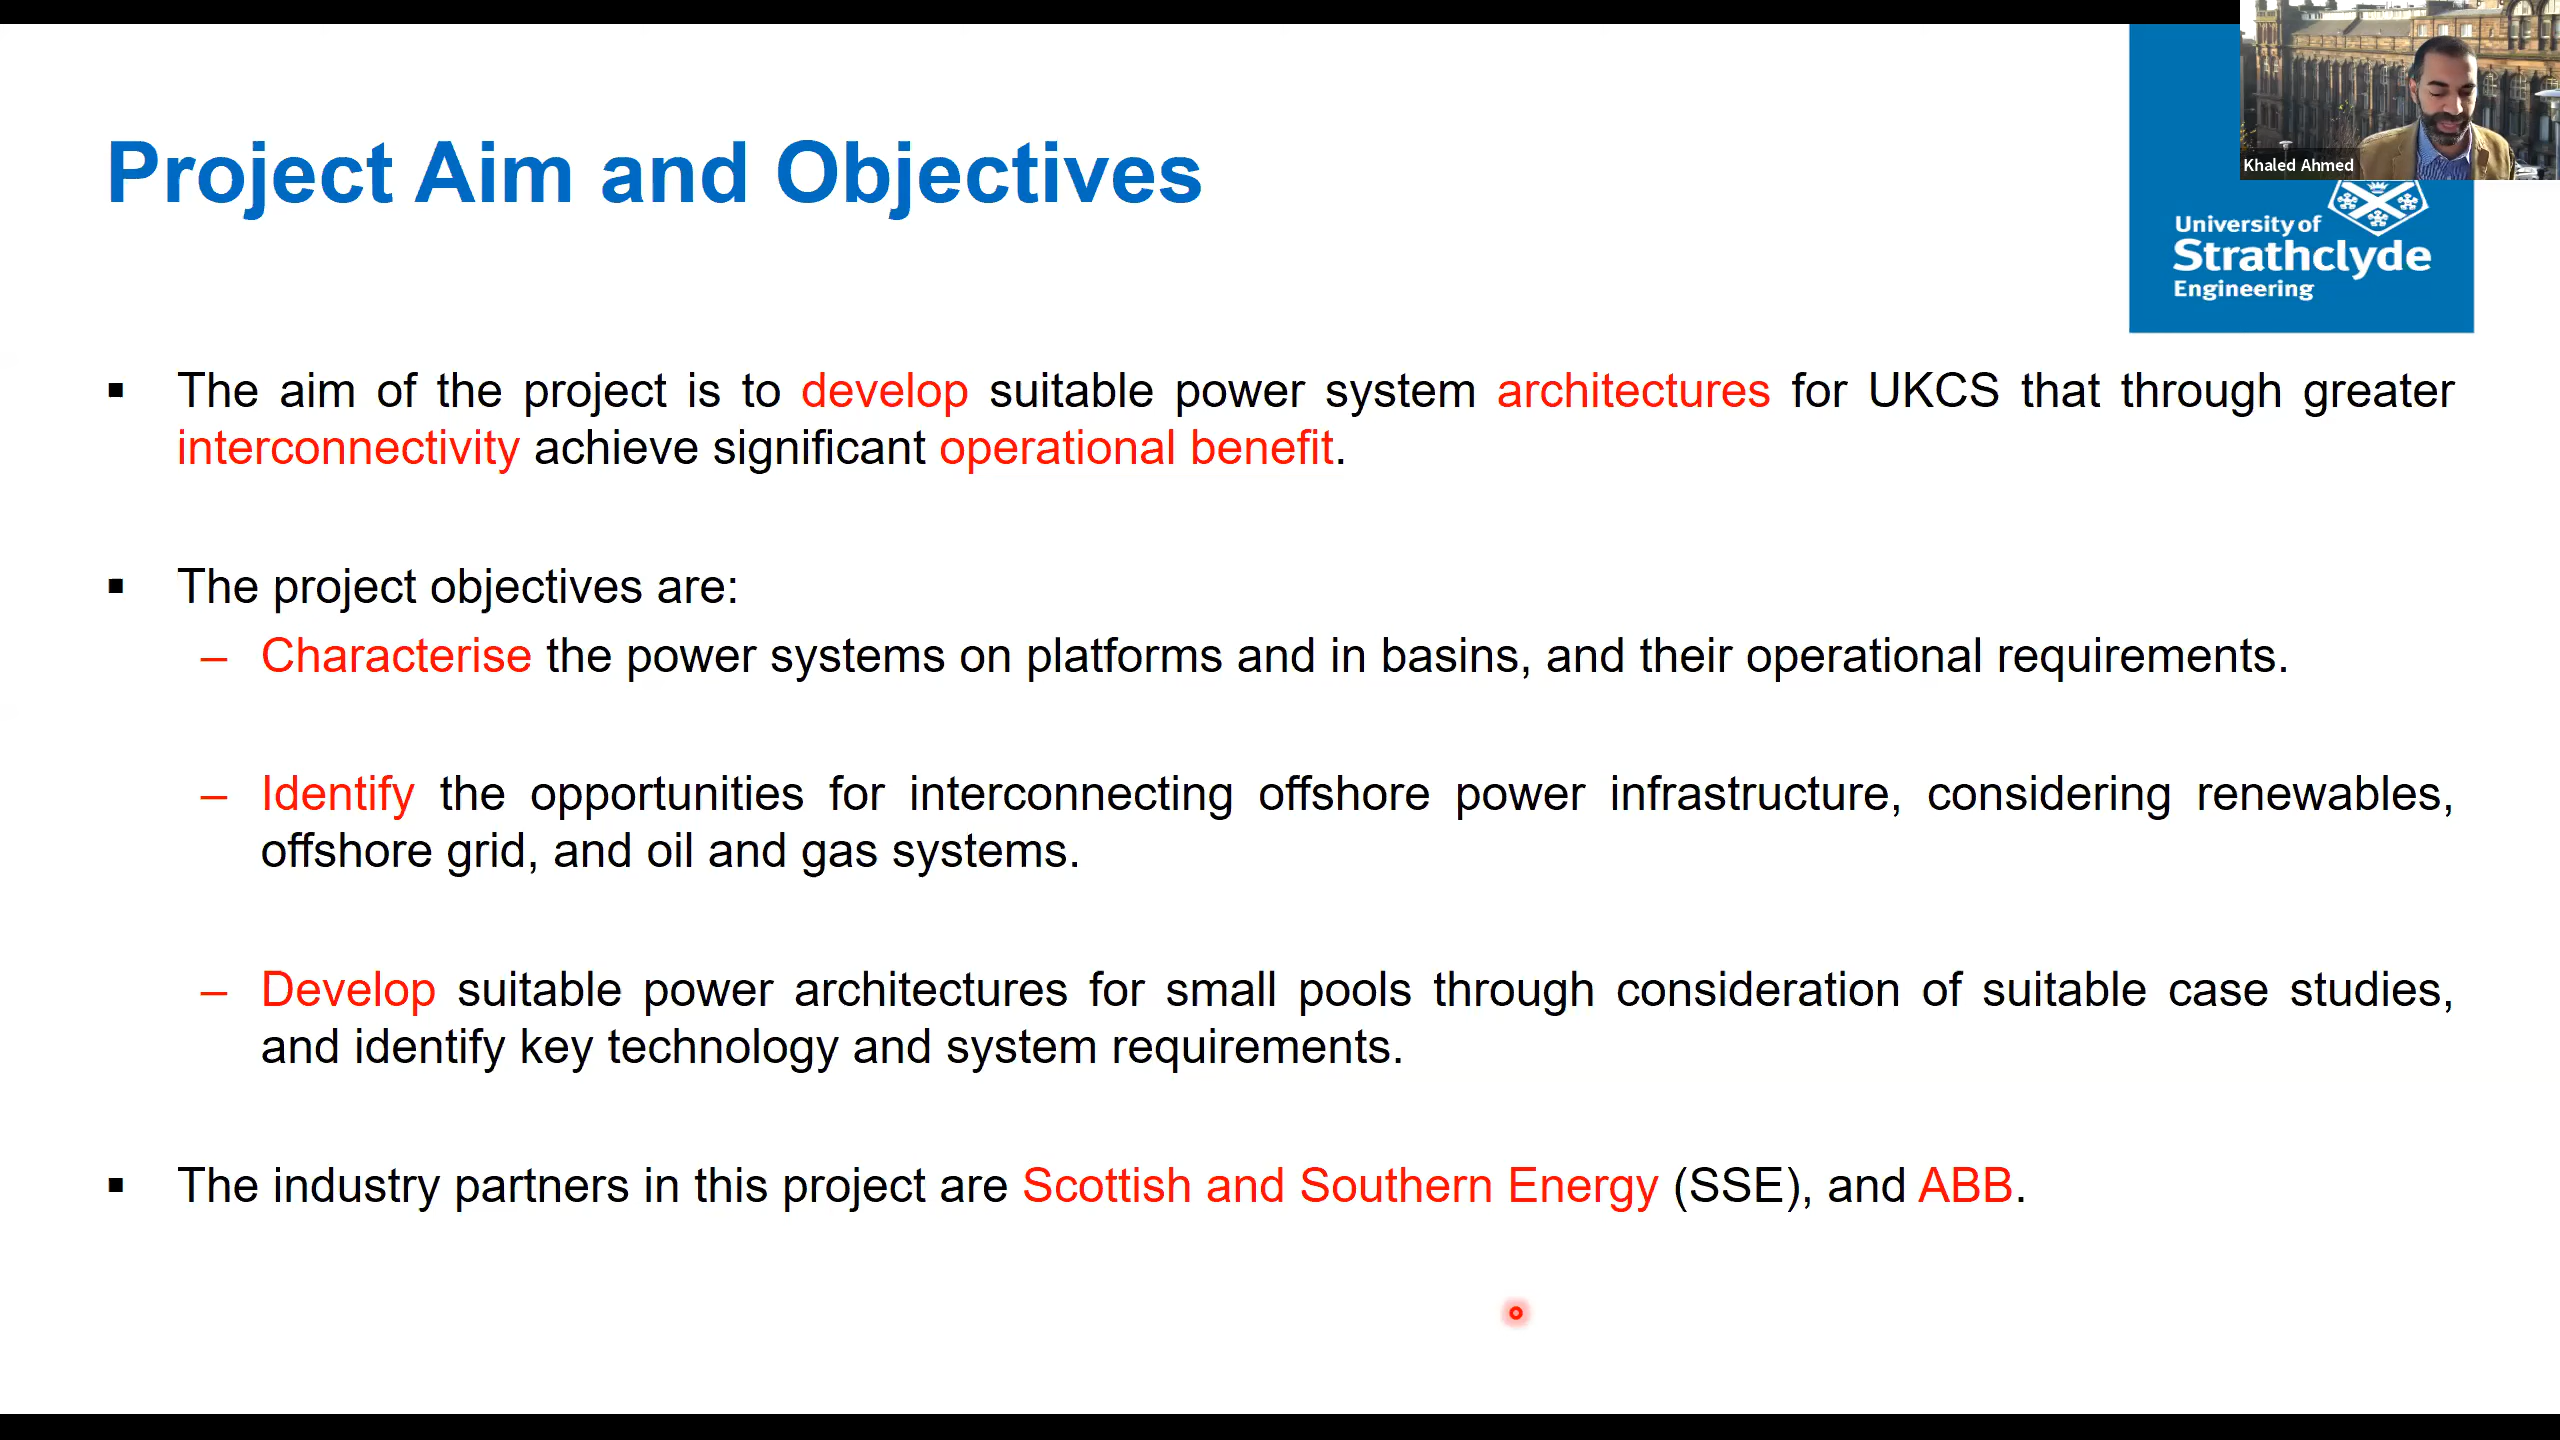 Khaled Ahmed
University of
Strathclyde
Engineering
Project Aim and Objectives
▪ The aim of the project is to develop suitable power system architectures for UKCS that through greater
interconnectivity achieve significant operational benefit.
▪ The project objectives are:
– Characterise the power systems on platforms and in basins, and their operational requirements.
– Identify the opportunities for interconnecting offshore power infrastructure, considering renewables,
offshore grid, and oil and gas systems.
– Develop suitable power architectures for small pools through consideration of suitable case studies,
and identify key technology and system requirements.
▪ The industry partners in this project are Scottish and Southern Energy (SSE), and ABB.